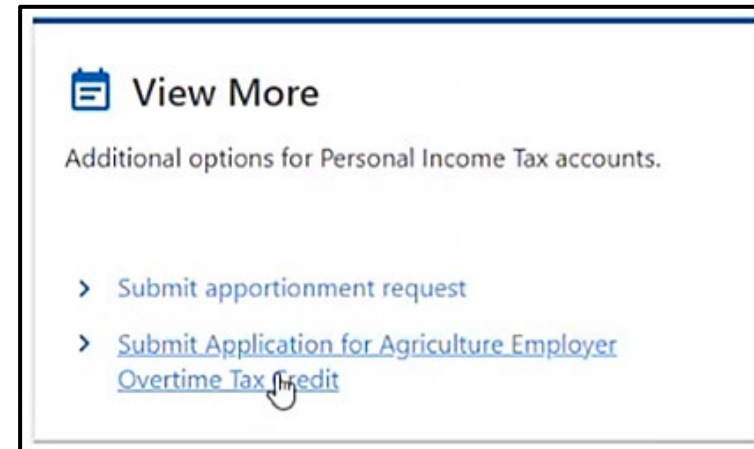 View More
Additional options for Personal Income Tax accounts.
Submit apportionment request
Submit Application for Agriculture Employer
Overtime Tax Credit